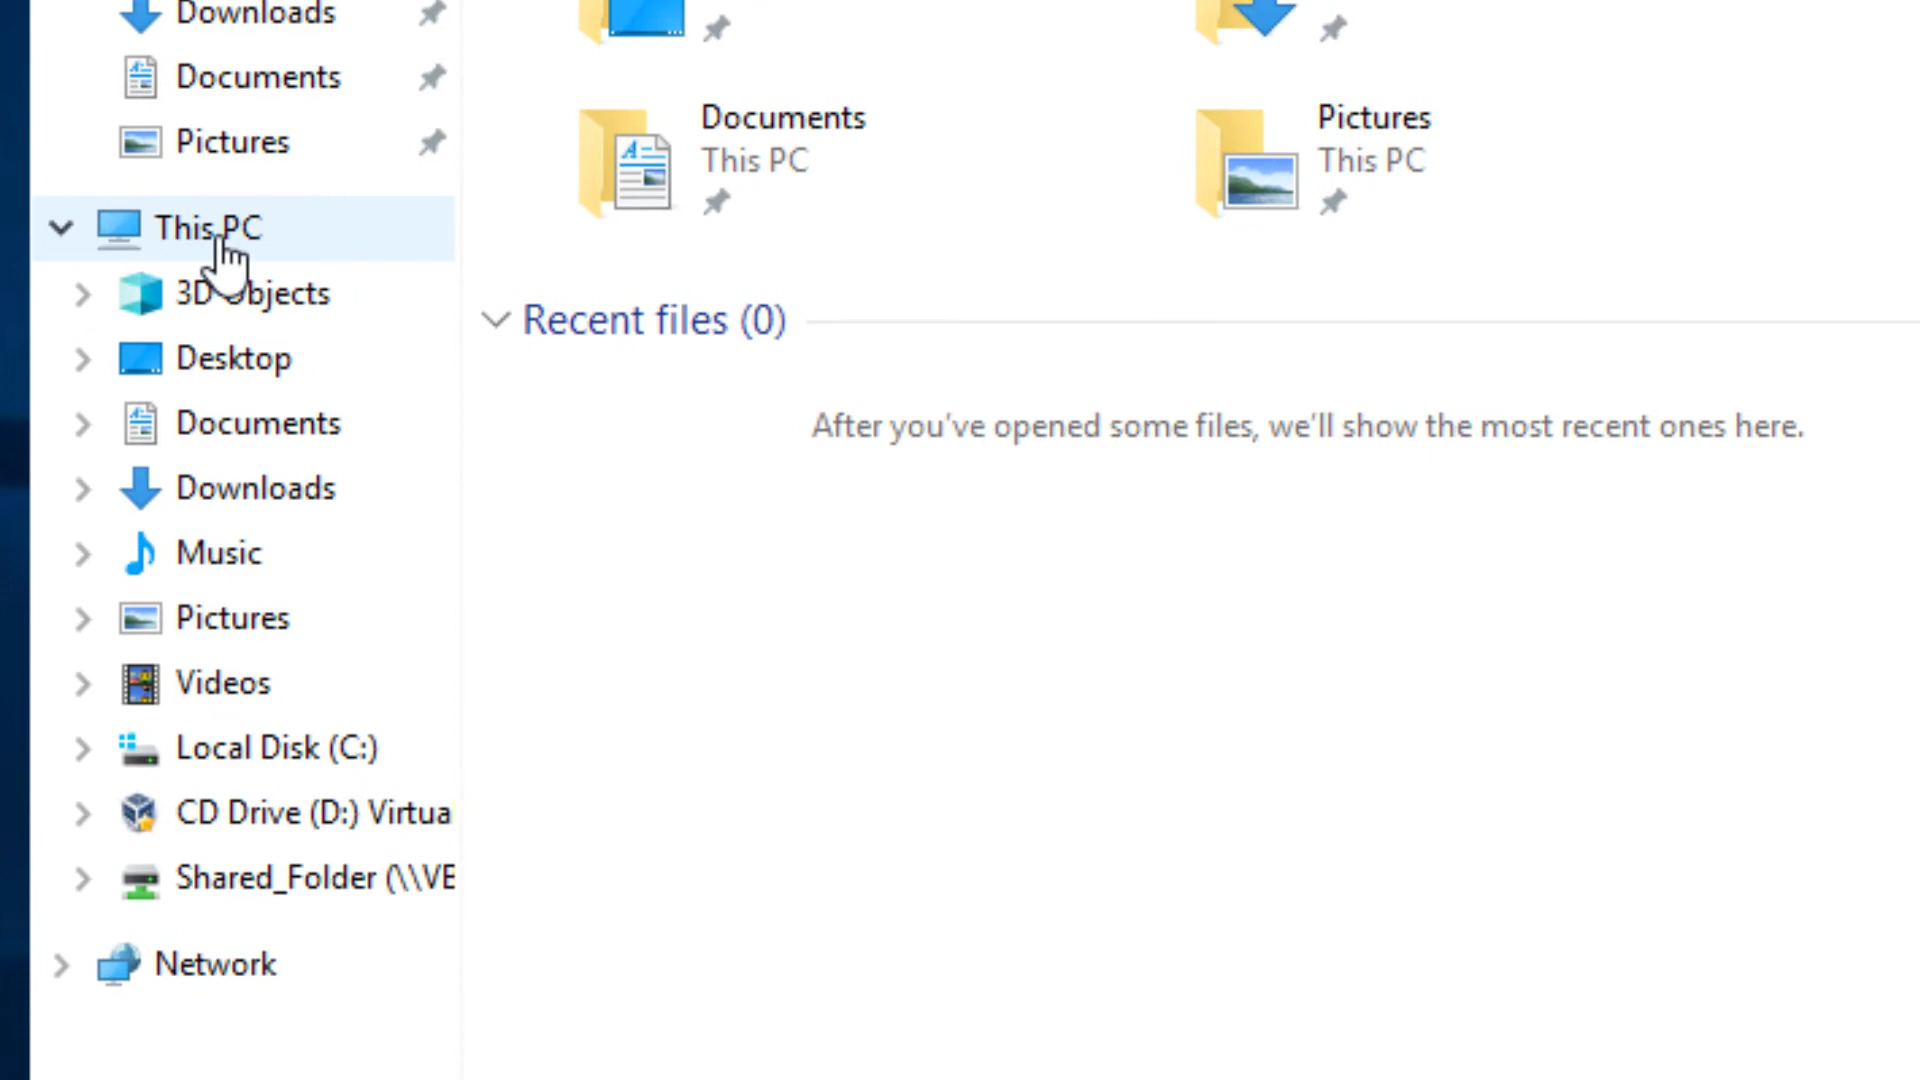 Downloads
Documents
Pictures
This PC
3D Objects
Desktop
Documents
Downloads
Music
Pictures
Videos
Local Disk (C:)
CD Drive (D:) Virtua
Shared_Folder (\\VE
Network
Documents
This PC
Pictures
This PC
Recent files (0)
After you've opened some files, we'll show the most recent ones here.